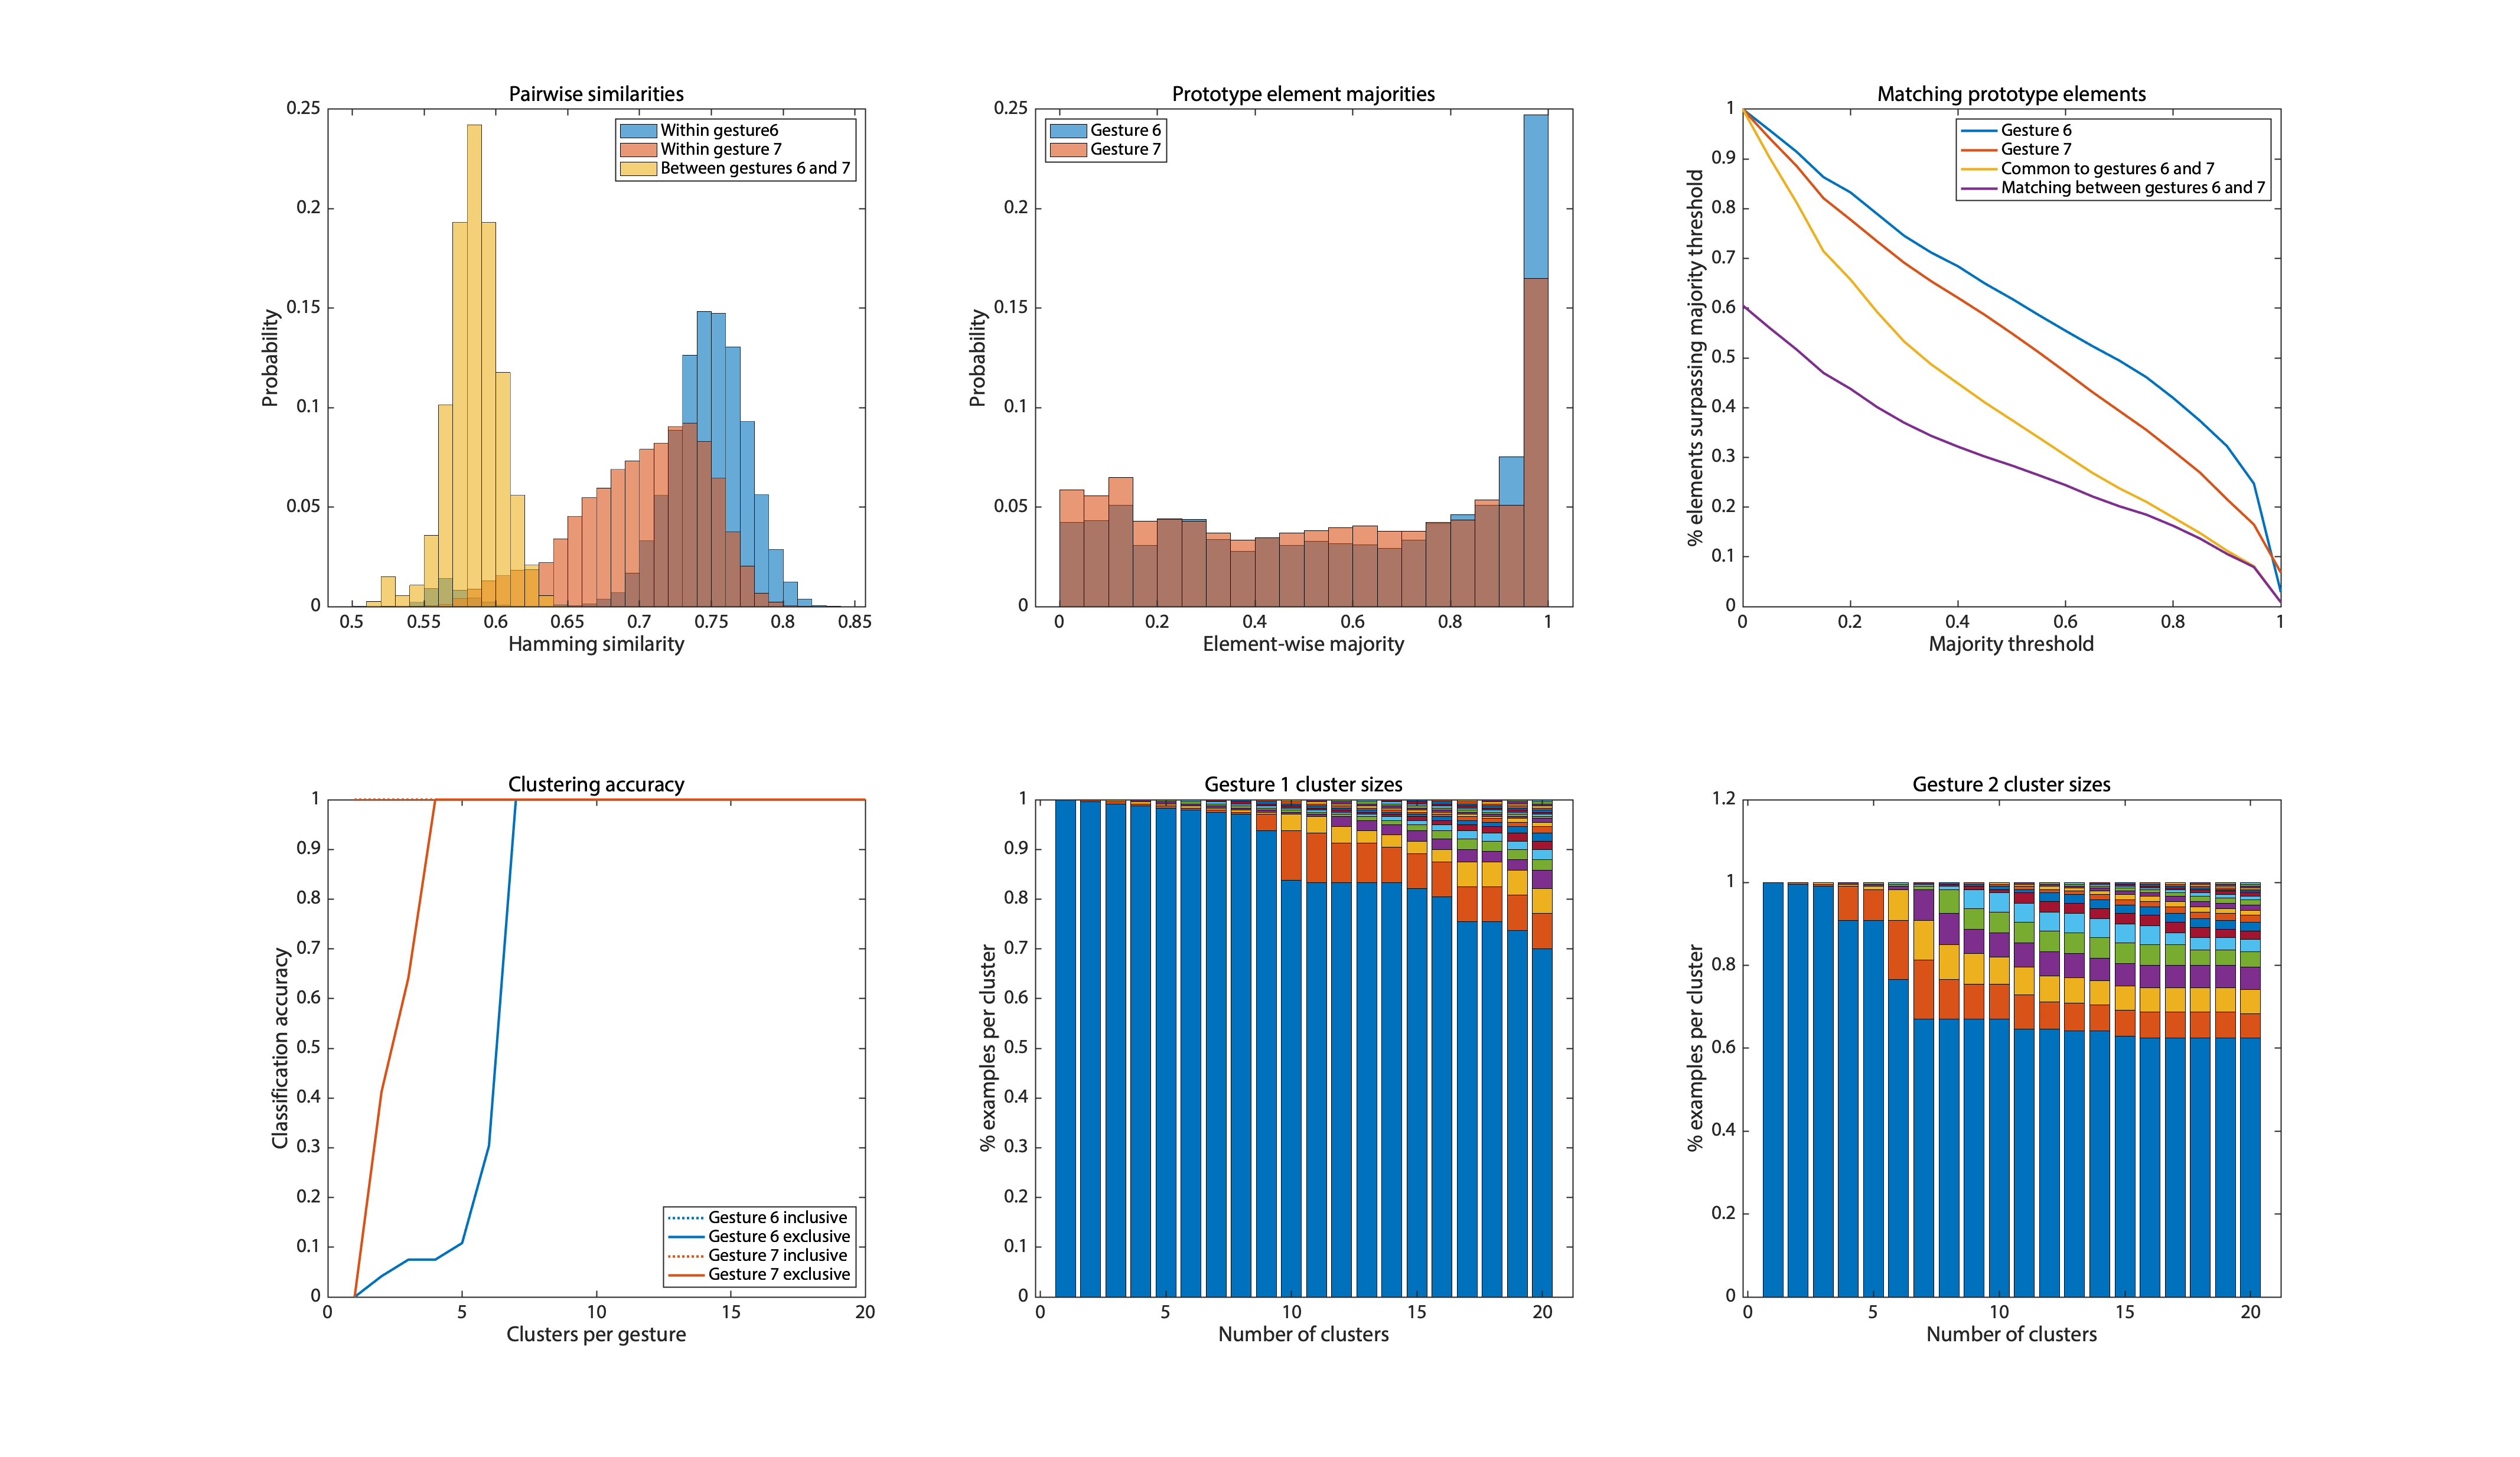 Pairwise similarities
0.25
0.2
0.15
0.1
0.05
0
Probability
Within gesture6
Within gesture 7
Between gestures 6 and 7
0.5 0.55 0.6 0.65 0.7 0.75 0.8 0.85
Hamming similarity
Prototype element majorities
0.25
0.2
0.15
0.1
0.05
0
Probability
Gesture 6
Gesture 7
0 0.2 0.4 0.6 0.8 1
Element-wise majority
Matching prototype elements
1
0.9
0.8
0.7
0.6
0.5
0.4
0.3
0.2
0.1
0
% elements surpassing majority threshold
Gesture 6
Gesture 7
Common to gestures 6 and 7
Matching between gestures 6 and 7
0 0.2 0.4 0.6 0.8 1
Majority threshold
Clustering accuracy
1
0.9
0.8
0.7
0.6
0.5
0.4
0.3
0.2
0.1
0
Classification accuracy
Gesture 6 inclusive
Gesture 6 exclusive
Gesture 7 inclusive
Gesture 7 exclusive
0 5 10 15 20
Clusters per gesture
Gesture 1 cluster sizes
1
0.9
0.8
0.7
0.6
0.5
0.4
0.3
0.2
0.1
0
% examples per cluster
0 5 10 15 20
Number of clusters
Gesture 2 cluster sizes
1.2
1
0.8
0.6
0.4
0.2
0
% examples per cluster
0 5 10 15 20
Number of clusters